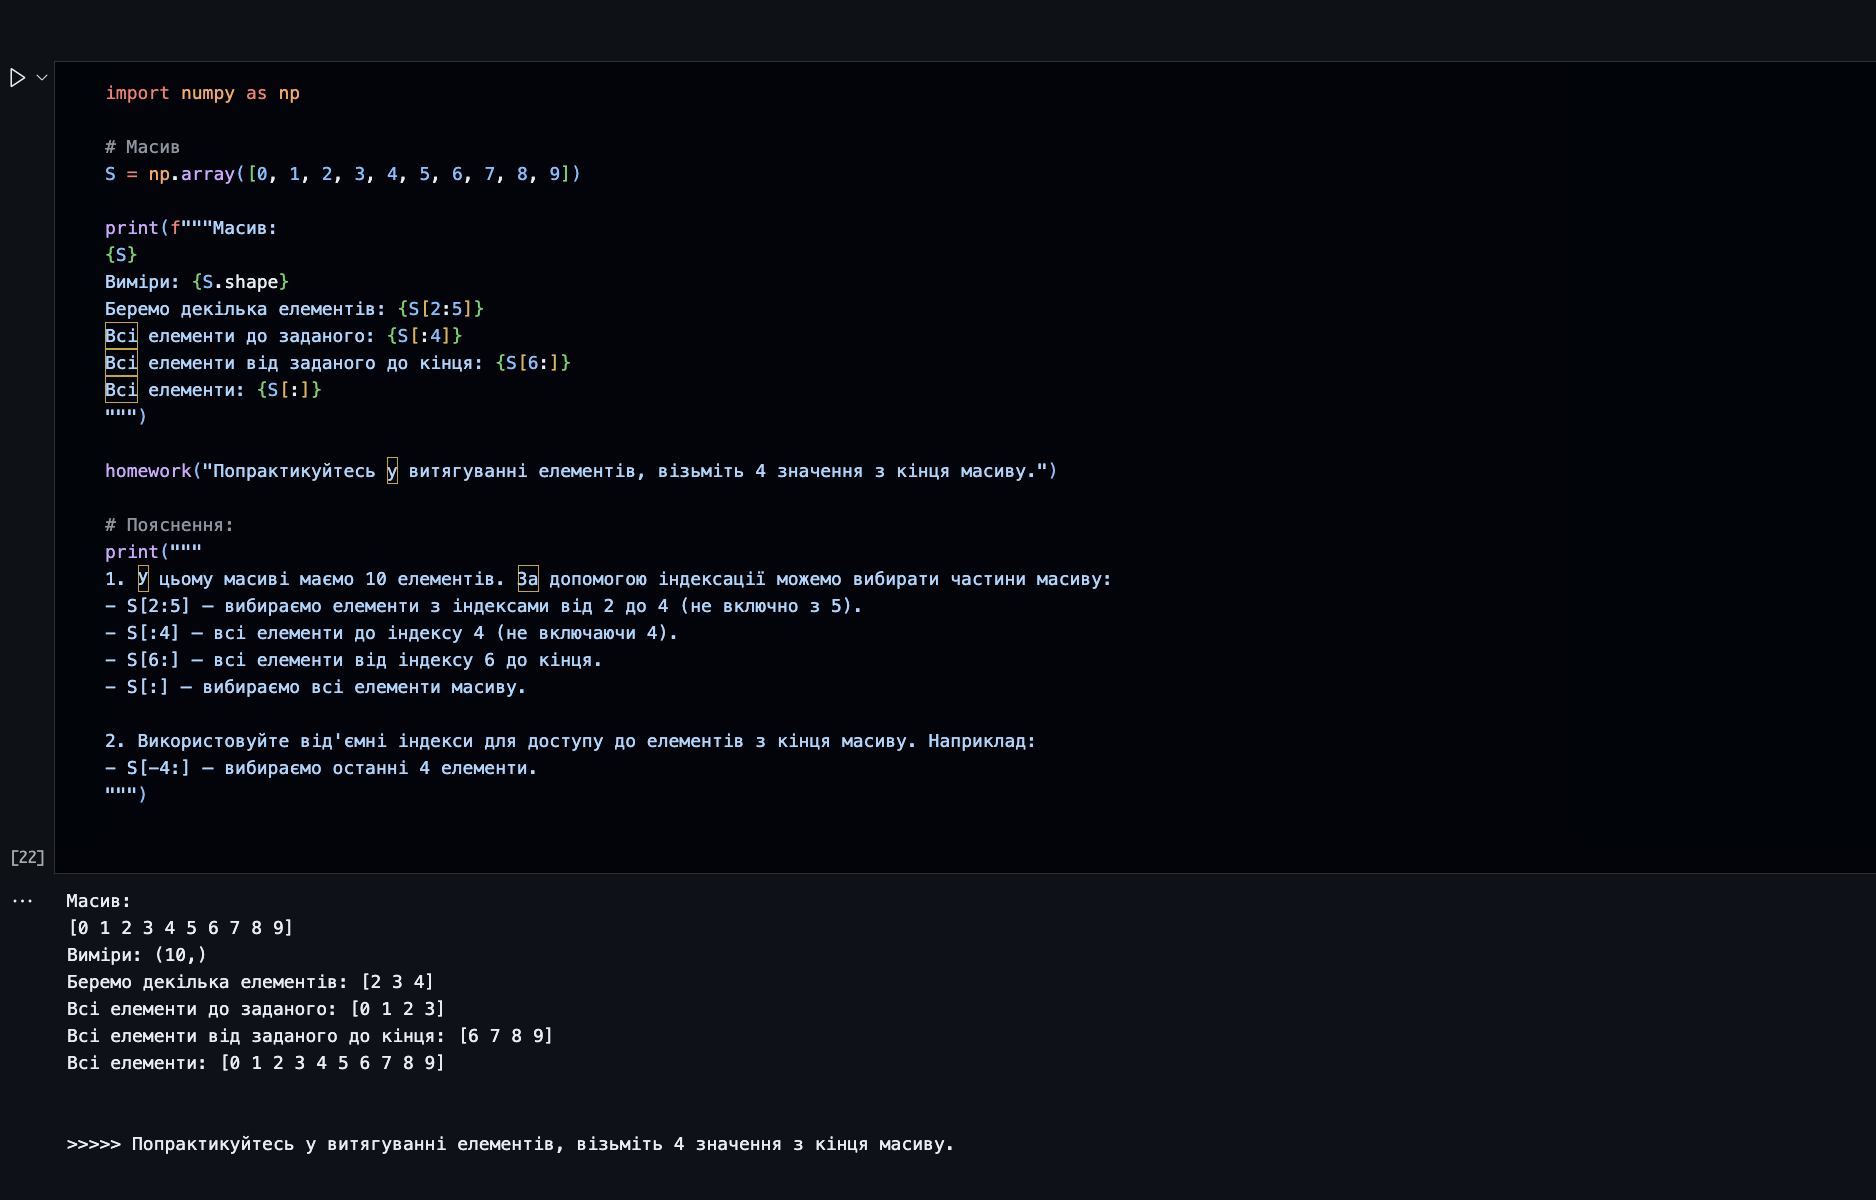 import numpy as np
# Масив
S = np.array([0, 1, 2, 3, 4, 5, 6, 7, 8, 9])
print(f"""Масив:
{S}
Виміри: {S.shape}
Беремо декілька елементів: {S[2:5]}
Всі елементи до заданого: {S[:4]}
Всі елементи від заданого до кінця: {S[6:]}
Всі елементи: {S[:]}
""")
homework("Попрактикуйтесь у витягуванні елементів, візьміть 4 значення з кінця масиву.")
# Пояснення:
print("""
1. У цьому масиві маємо 10 елементів. За допомогою індексації можемо вибирати частини масиву:
– S[2:5] — вибираємо елементи з індексами від 2 до 4 (не включно з 5).
– S[:4] — всі елементи до індексу 4 (не включаючи 4).
– S[6:] — всі елементи від індексу 6 до кінця.
– S[:] — вибираємо всі елементи масиву.
2. Використовуйте від'ємні індекси для доступу до елементів з кінця масиву. Наприклад:
– S[-4:] — вибираємо останні 4 елементи.
""")
[22]
Масив:
[0 1 2 3 4 5 6 7 8 9]
Виміри: (10,)
Беремо декілька елементів: [2 3 4]
Всі елементи до заданого: [0 1 2 3]
Всі елементи від заданого до кінця: [6 7 8 9]
Всі елементи: [0 1 2 3 4 5 6 7 8 9]
>>>>> Попрактикуйтесь у витягуванні елементів, візьміть 4 значення з кінця масиву.